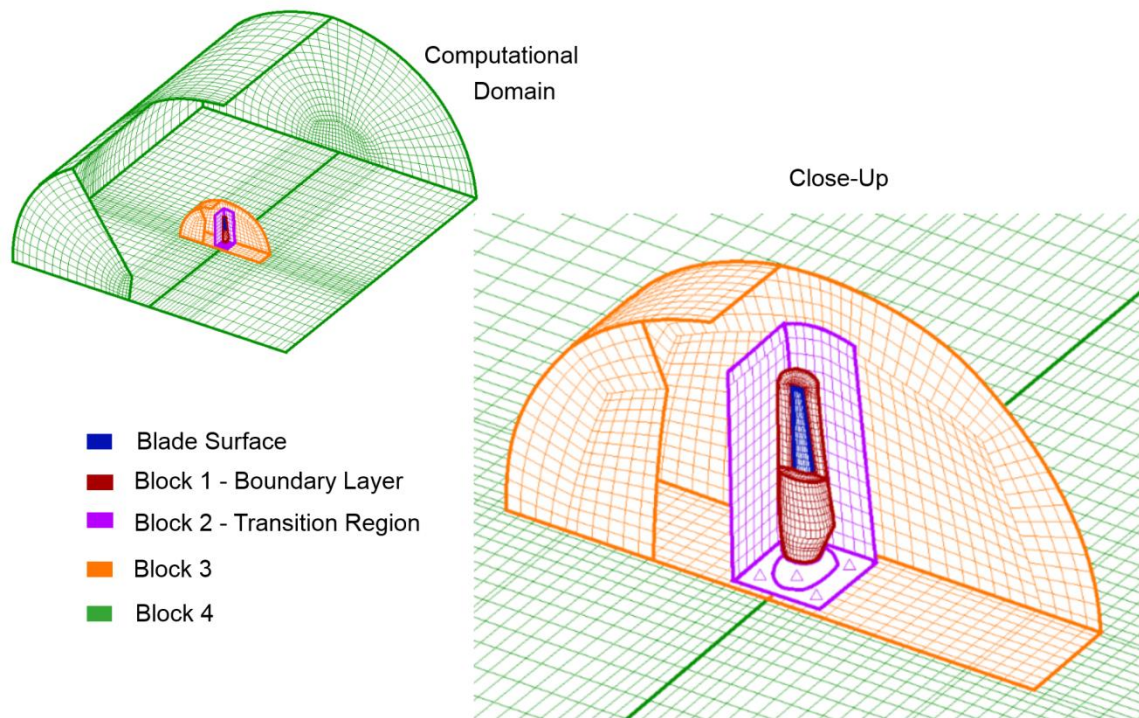 Computational
Domain
Close-Up
Blade Surface
Block 1 - Boundary Layer
Block 2 - Transition Region
Block 3
Block 4